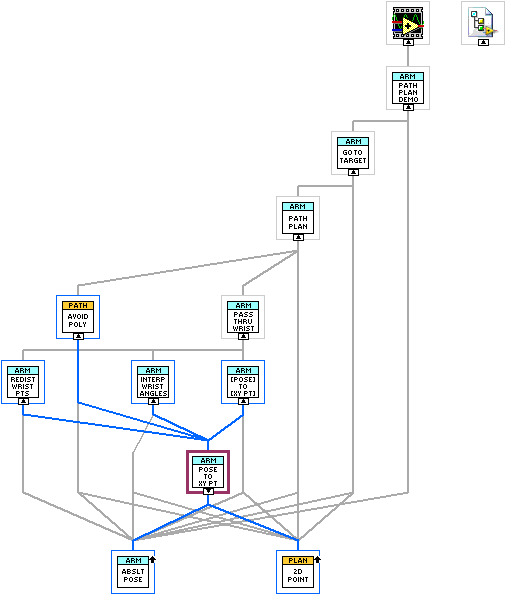 ARM
PATH
PLAN
DEMO
ARM
GO TO
TARGET
ARM
PATH
PLAN
PATH
AVOID
POLY
ARM
PASS
THRU
WRIST
ARM
REDIST
WRIST
PTS
ARM
INTERP
WRIST
ANGLES
ARM
[POSE]
TO
[XY PT]
ARM
POSE
TO
XY PT
ARM
ABSLT
POSE
PLAN
2D
POINT